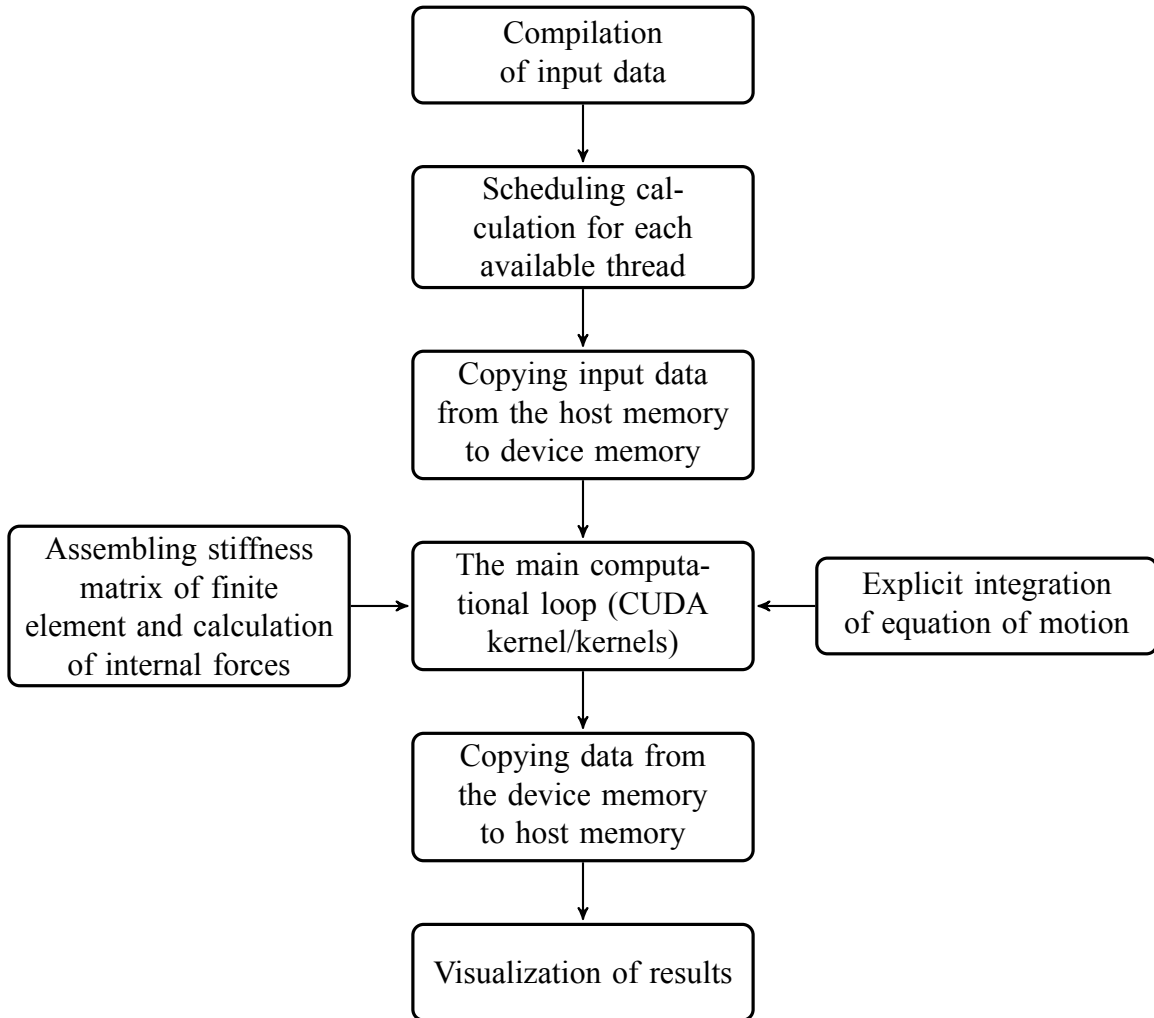 Compilation
of input data
Scheduling cal-
culation for each
available thread
Copying input data
from the host memory
to device memory
Assembling stiffness
matrix of finite
element and calculation
of internal forces
The main computa-
tional loop (CUDA
kernel/kernels)
Explicit integration
of equation of motion
Copying data from
the device memory
to host memory
Visualization of results